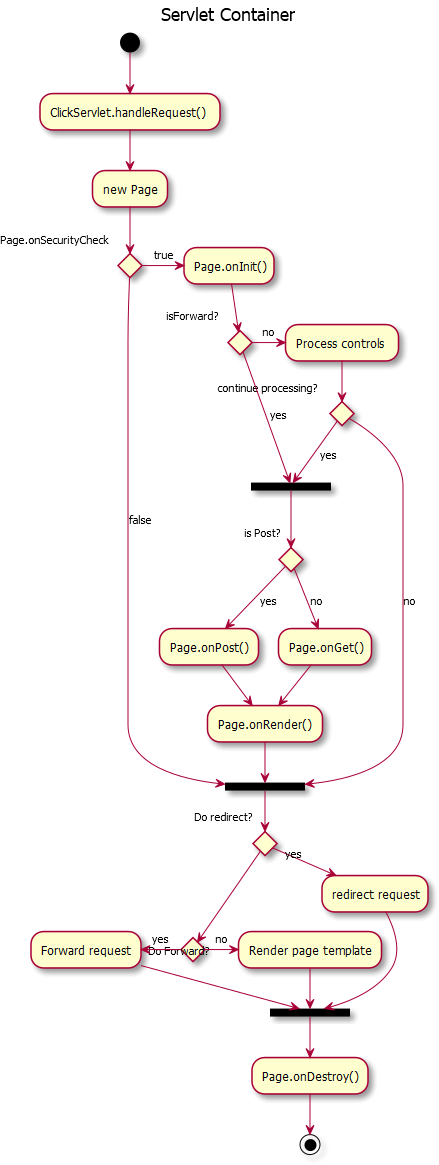 Servlet Container
ClickServlet.handleRequest()
new Page
Page.onSecurityCheck
true
Page.onInit()
isForward?
no
Process controls
continue processing?
yes
yes
false
is Post?
yes
no
no
Page.onPost()
Page.onGet()
Page.onRender()
Do redirect?
yes
redirect request
Forward request
yes
Do Forward?
no
Render page template
Page.onDestroy()